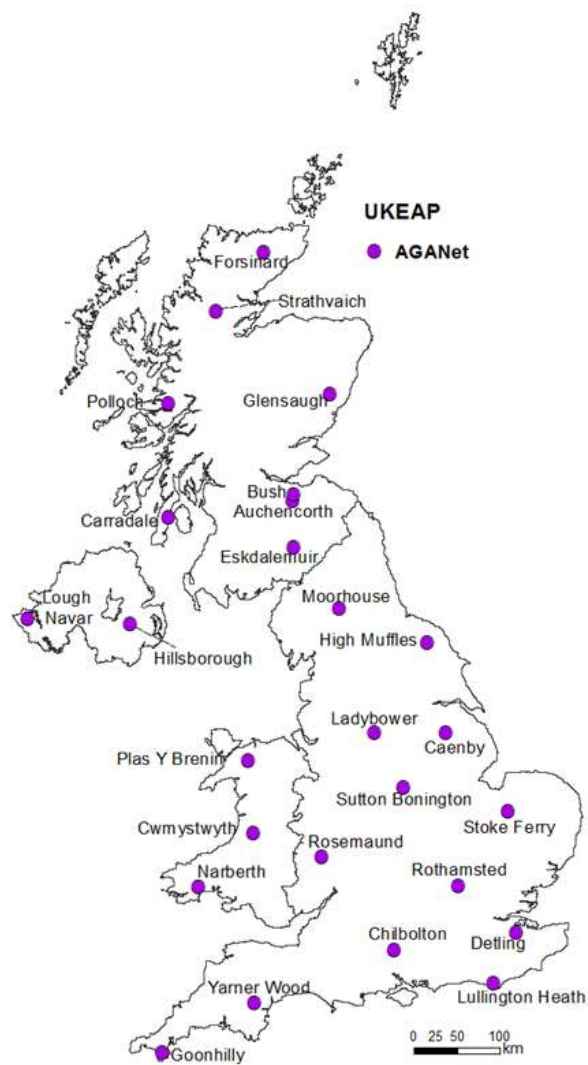 UKEAP
AGANet
Forsinard
Strathvaich
Polloch
Glensaugh
Bush
Auchencorth
Carradale
Eskdalemuir
Lough
Navar
Moorhouse
Hillsborough
High Muffles
Ladybower
Caenby
Plas Y Brenin
Sutton Bonington
Stoke Ferry
Cwmystwyth
Rosemaund
Narberth
Rothamsted
Chilbolton
Detling
Yarner Wood
Lullington Heath
Goonhilly
0 25 50 100
km